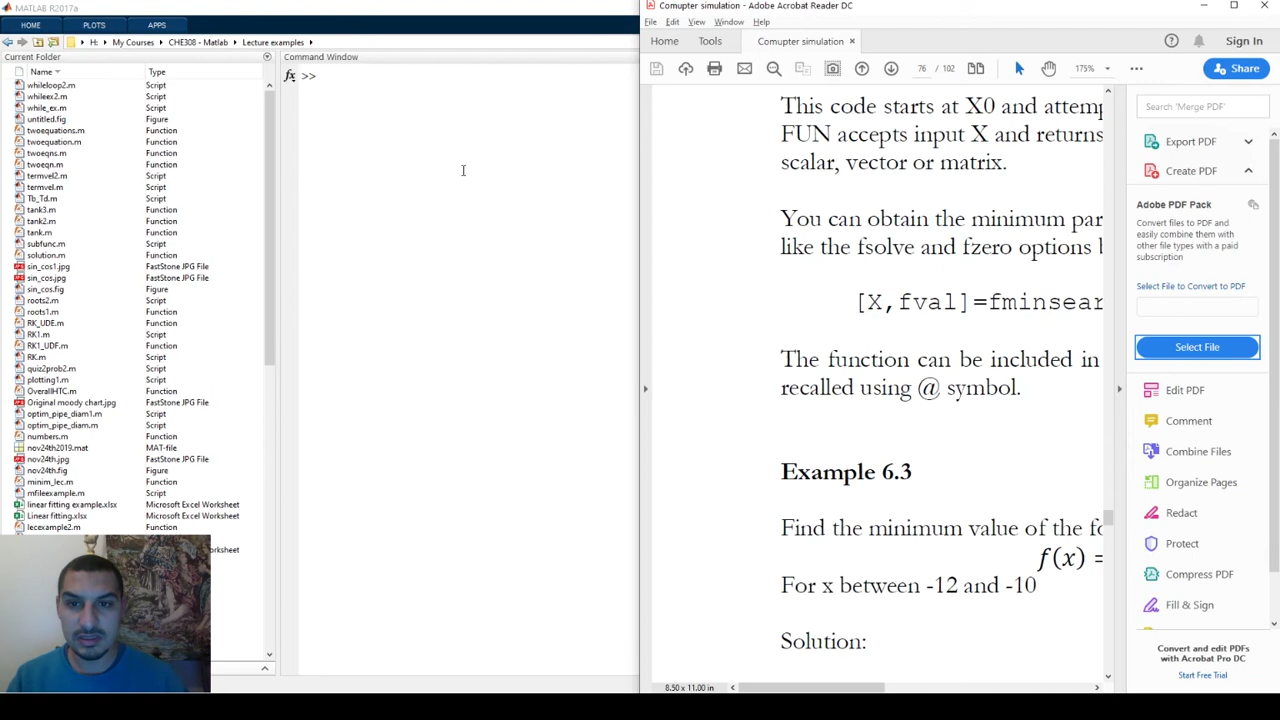 MATLAB R2017a
HOME
PLOTS
APPS
H: My Courses CHE308 - Matlab Lecture examples
Current Folder
Name
Type
whileloop2.m Script
whileex2.m Script
while_ex.m Script
untitled.fig Figure
twoequations.m Function
twoequation.m Function
twoeqns.m Function
twoeqn.m Function
termvel2.m Script
termvel.m Script
Tb_Td.m Script
tank3.m Function
tank2.m Function
tank.m Function
subfunc.m Script
solution.m Function
sin_cos1.jpg FastStone JPG File
sin_cos.jpg FastStone JPG File
sin_cos.fig Figure
roots2.m Script
roots1.m Function
RK_UDE.m Function
RK1.m Script
RK1_UDF.m Function
RK.m Script
quiz2prob2.m Script
plotting1.m Script
OverallHTC.m Function
Original moody chart.jpg FastStone JPG File
optim_pipe_diam1.m Script
optim_pipe_diam.m Script
numbers.m Function
nov24th2019.mat MAT-file
nov24th.jpg FastStone JPG File
nov24th.fig Figure
minim_lec.m Function
mfileexample.m Script
linear fitting example.xlsx Microsoft Excel Worksheet
Linear fitting.xlsx Microsoft Excel Worksheet
lecexample2.m Function
orksheet
Command Window
fx >>
Comupter simulation - Adobe Acrobat Reader DC
File Edit View Window Help
Home
Tools
Comupter simulation ×
Sign In
76 / 102
175%
Share
This code starts at X0 and attemp
FUN accepts input X and returns
scalar, vector or matrix.
You can obtain the minimum par
like the fsolve and fzero options b
[X,fval]=fminsear
The function can be included in
recalled using @ symbol.
Example 6.3
Find the minimum value of the fo
f(x) =
For x between -12 and -10
Solution:
8.50 x 11.00 in
Search 'Merge PDF'
Export PDF
Create PDF
Adobe PDF Pack
Convert files to PDF and
easily combine them with
other file types with a paid
subscription
Select File to Convert to PDF
Select File
Edit PDF
Comment
Combine Files
Organize Pages
Redact
Protect
Compress PDF
Fill & Sign
Convert and edit PDFs
with Acrobat Pro DC
Start Free Trial